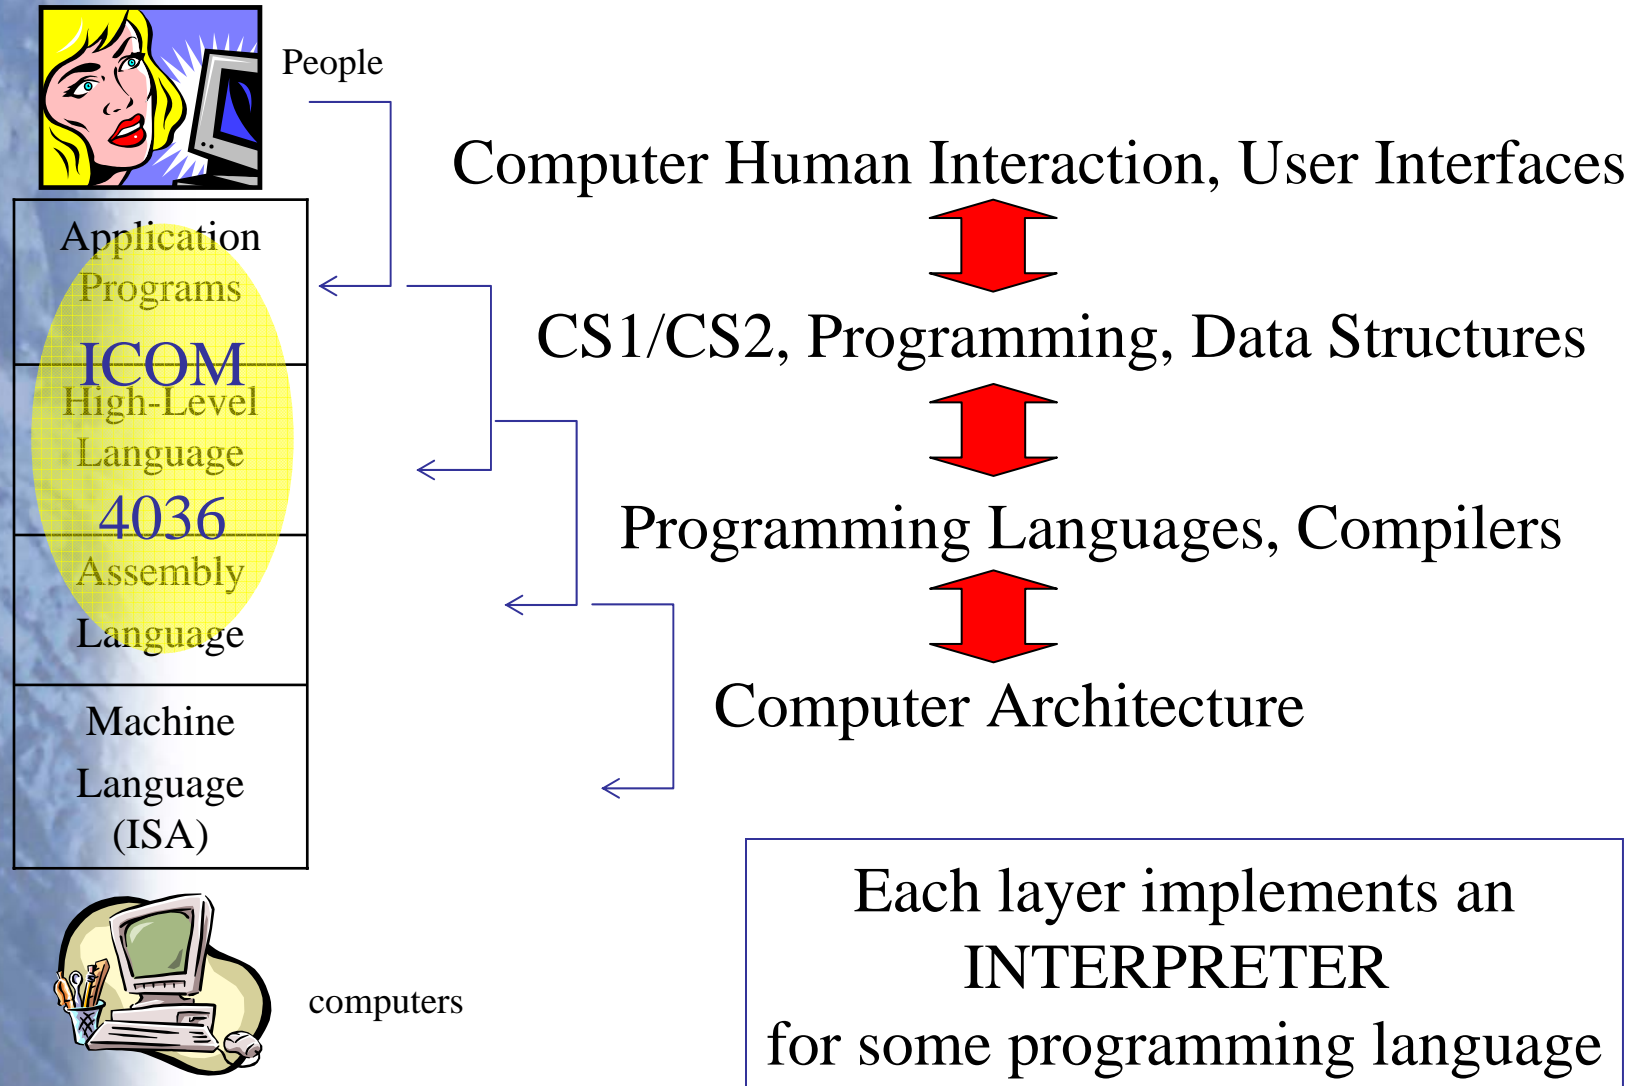 People
Computer Human Interaction, User Interfaces
Application
Programs
ICOM
High-Level
Language
4036
Assembly
Language
Machine
Language
(ISA)
CS1/CS2, Programming, Data Structures
Programming Languages, Compilers
Computer Architecture
computers
Each layer implements an
INTERPRETER
for some programming language